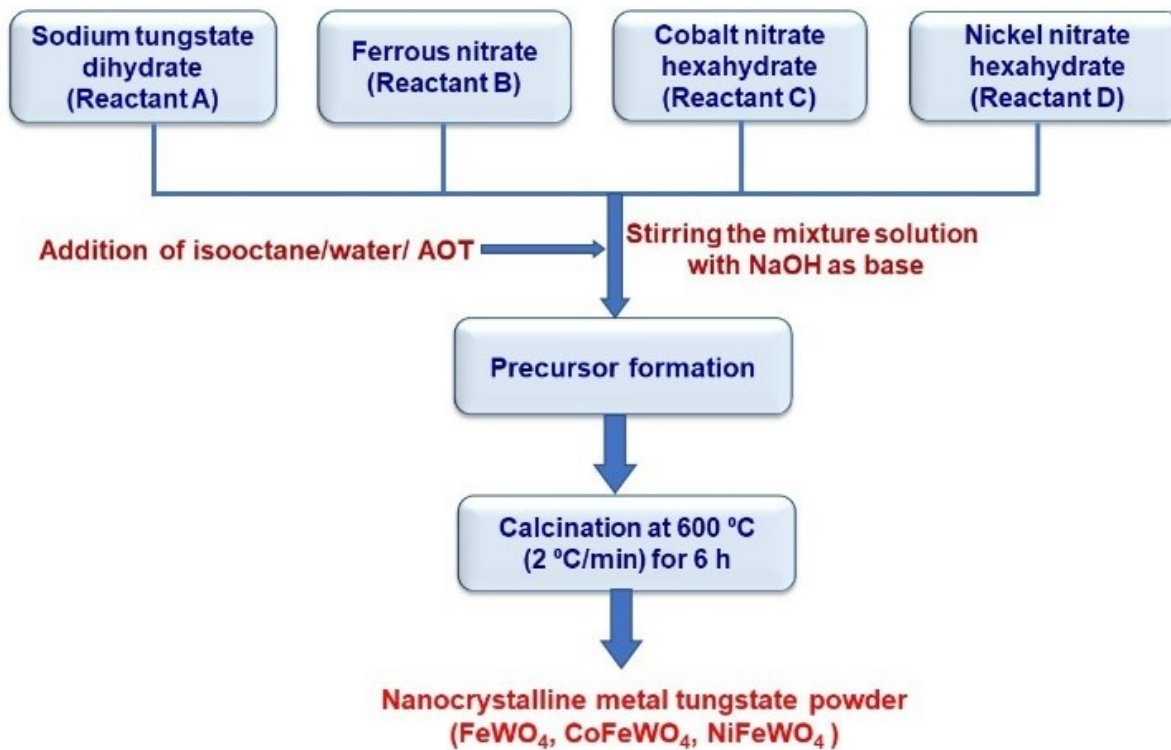 Sodium tungstate
dihydrate
(Reactant A)
Ferrous nitrate
(Reactant B)
Cobalt nitrate
hexahydrate
(Reactant C)
Nickel nitrate
hexahydrate
(Reactant D)
Addition of isooctane/water/ AOT
Stirring the mixture solution
with NaOH as base
Precursor formation
Calcination at 600 ⁰C
(2 ⁰C/min) for 6 h
Nanocrystalline metal tungstate powder
(FeWO₄, CoFeWO₄, NiFeWO₄ )